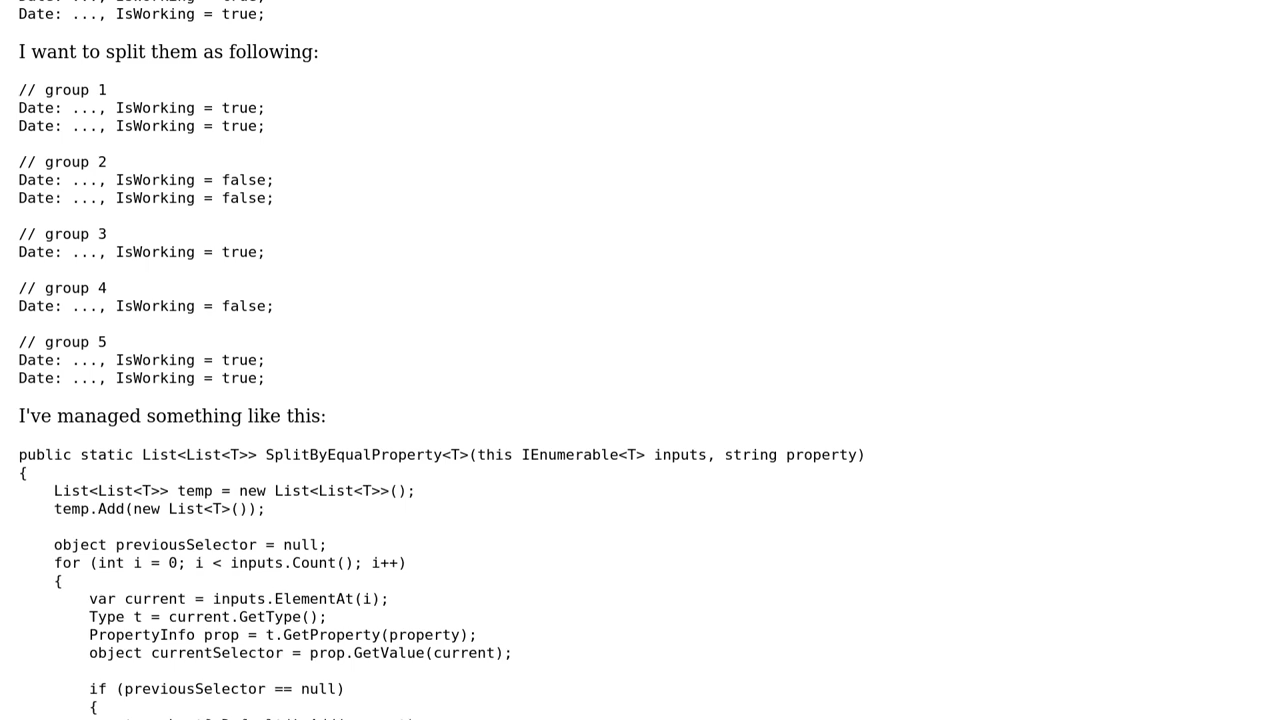 Date: ..., IsWorking = true;
I want to split them as following:
// group 1
Date: ..., IsWorking = true;
Date: ..., IsWorking = true;
// group 2
Date: ..., IsWorking = false;
Date: ..., IsWorking = false;
// group 3
Date: ..., IsWorking = true;
// group 4
Date: ..., IsWorking = false;
// group 5
Date: ..., IsWorking = true;
Date: ..., IsWorking = true;
I've managed something like this:
public static List<List<T>> SplitByEqualProperty<T>(this IEnumerable<T> inputs, string property)
{
    List<List<T>> temp = new List<List<T>>();
    temp.Add(new List<T>());
    object previousSelector = null;
    for (int i = 0; i < inputs.Count(); i++)
    {
        var current = inputs.ElementAt(i);
        Type t = current.GetType();
        PropertyInfo prop = t.GetProperty(property);
        object currentSelector = prop.GetValue(current);
        if (previousSelector == null)
        {